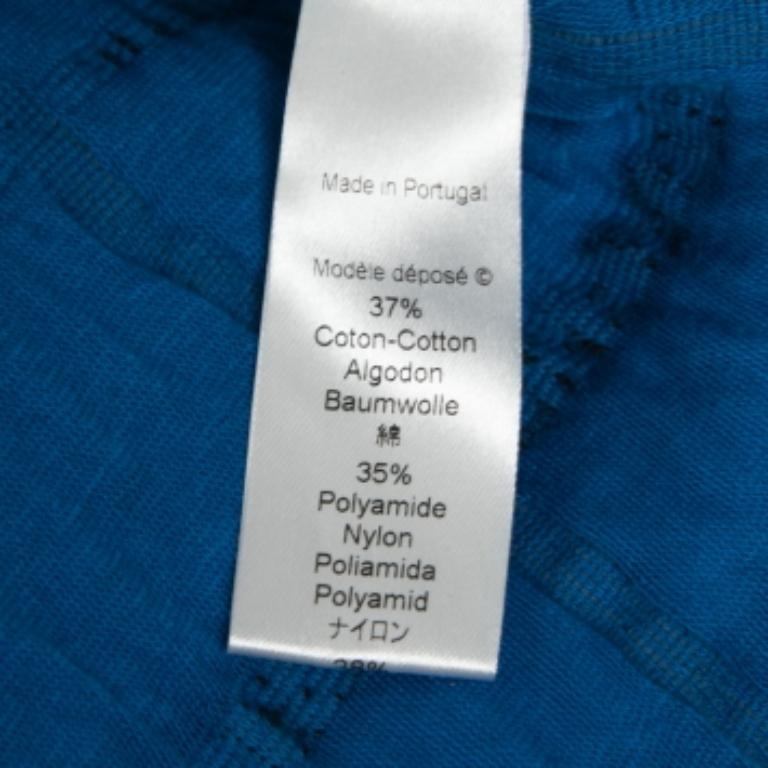 Made in Portugal
Modèle déposé ©
37%
Coton-Cotton
Algodon
Baumwolle
綿
35%
Polyamide
Nylon
Poliamida
Polyamid
ナイロン
28%